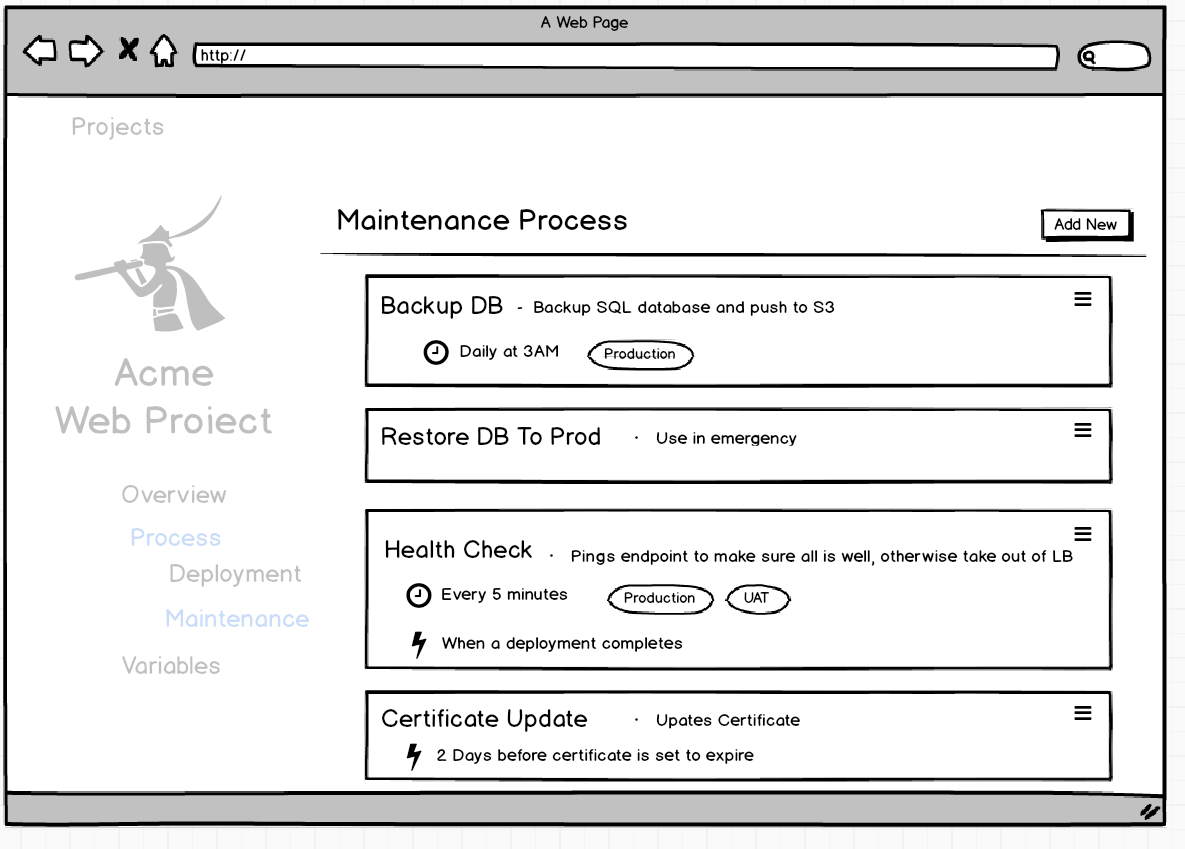 A Web Page
http://
Projects
Acme
Web Proiect
Overview
Process
Deployment
Maintenance
Variables
Maintenance Process
Add New
Backup DB - Backup SQL database and push to S3
Daily at 3AM Production
Restore DB To Prod - Use in emergency
Health Check - Pings endpoint to make sure all is well, otherwise take out of LB
Every 5 minutes Production UAT
When a deployment completes
Certificate Update - Upates Certificate
2 Days before certificate is set to expire